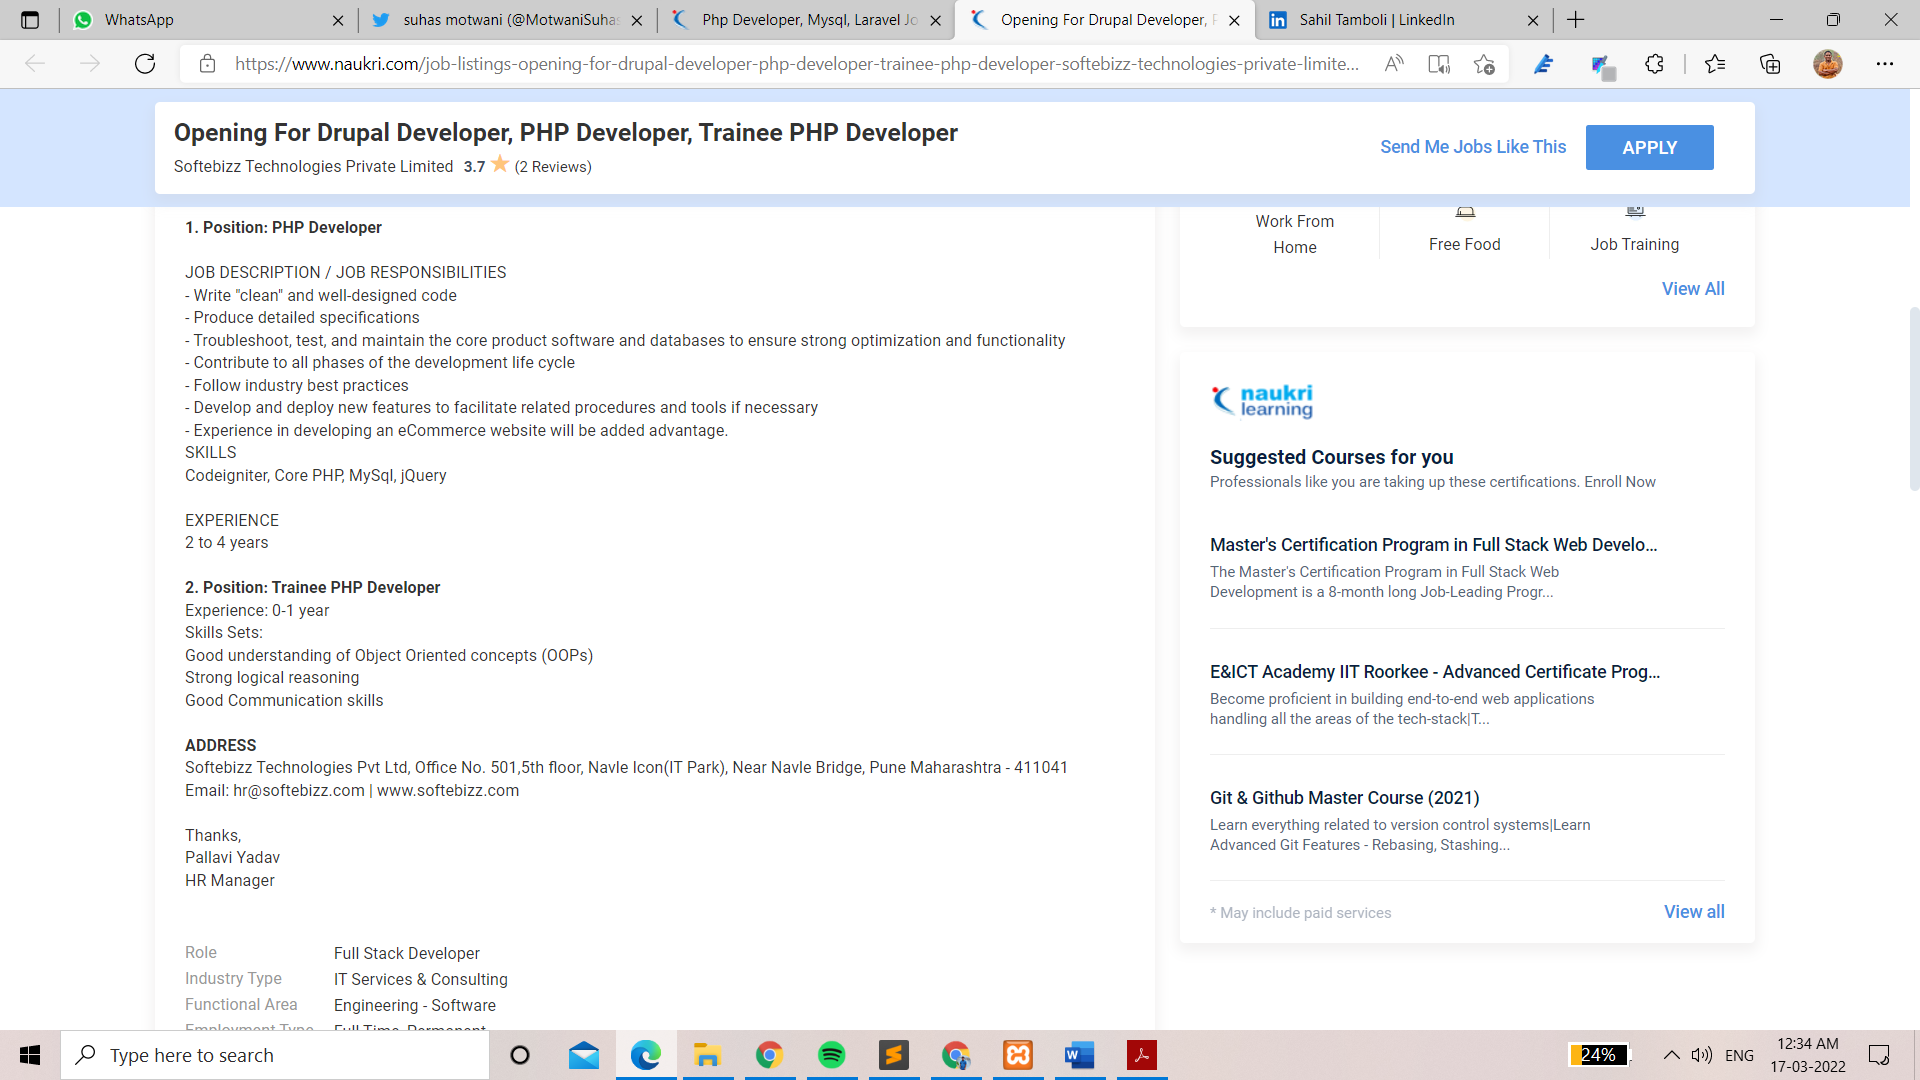 WhatsApp
suhas motwani (@MotwaniSuhas
Php Developer, Mysql, Laravel Jo
Opening For Drupal Developer, P
Sahil Tamboli | LinkedIn
https://www.naukri.com/job-listings-opening-for-drupal-developer-php-developer-trainee-php-developer-softebizz-technologies-private-limite...
Opening For Drupal Developer, PHP Developer, Trainee PHP Developer
Softebizz Technologies Private Limited 3.7 (2 Reviews)
Send Me Jobs Like This
APPLY
1. Position: PHP Developer
JOB DESCRIPTION / JOB RESPONSIBILITIES
- Write "clean" and well-designed code
- Produce detailed specifications
- Troubleshoot, test, and maintain the core product software and databases to ensure strong optimization and functionality
- Contribute to all phases of the development life cycle
- Follow industry best practices
- Develop and deploy new features to facilitate related procedures and tools if necessary
- Experience in developing an eCommerce website will be added advantage.
SKILLS
Codeigniter, Core PHP, MySql, jQuery
EXPERIENCE
2 to 4 years
2. Position: Trainee PHP Developer
Experience: 0-1 year
Skills Sets:
Good understanding of Object Oriented concepts (OOPs)
Strong logical reasoning
Good Communication skills
ADDRESS
Softebizz Technologies Pvt Ltd, Office No. 501,5th floor, Navle Icon(IT Park), Near Navle Bridge, Pune Maharashtra - 411041
Email: hr@softebizz.com | www.softebizz.com
Thanks,
Pallavi Yadav
HR Manager
Role Full Stack Developer
Industry Type IT Services & Consulting
Functional Area Engineering - Software
Employment Type Full Time, Permanent
Work From
Home
Free Food
Job Training
View All
naukri
learning
Suggested Courses for you
Professionals like you are taking up these certifications. Enroll Now
Master's Certification Program in Full Stack Web Develo...
The Master's Certification Program in Full Stack Web
Development is a 8-month long Job-Leading Progr...
E&ICT Academy IIT Roorkee - Advanced Certificate Prog...
Become proficient in building end-to-end web applications
handling all the areas of the tech-stack|T...
Git & Github Master Course (2021)
Learn everything related to version control systems|Learn
Advanced Git Features - Rebasing, Stashing...
* May include paid services
View all
Type here to search
24%
ENG
12:34 AM
17-03-2022